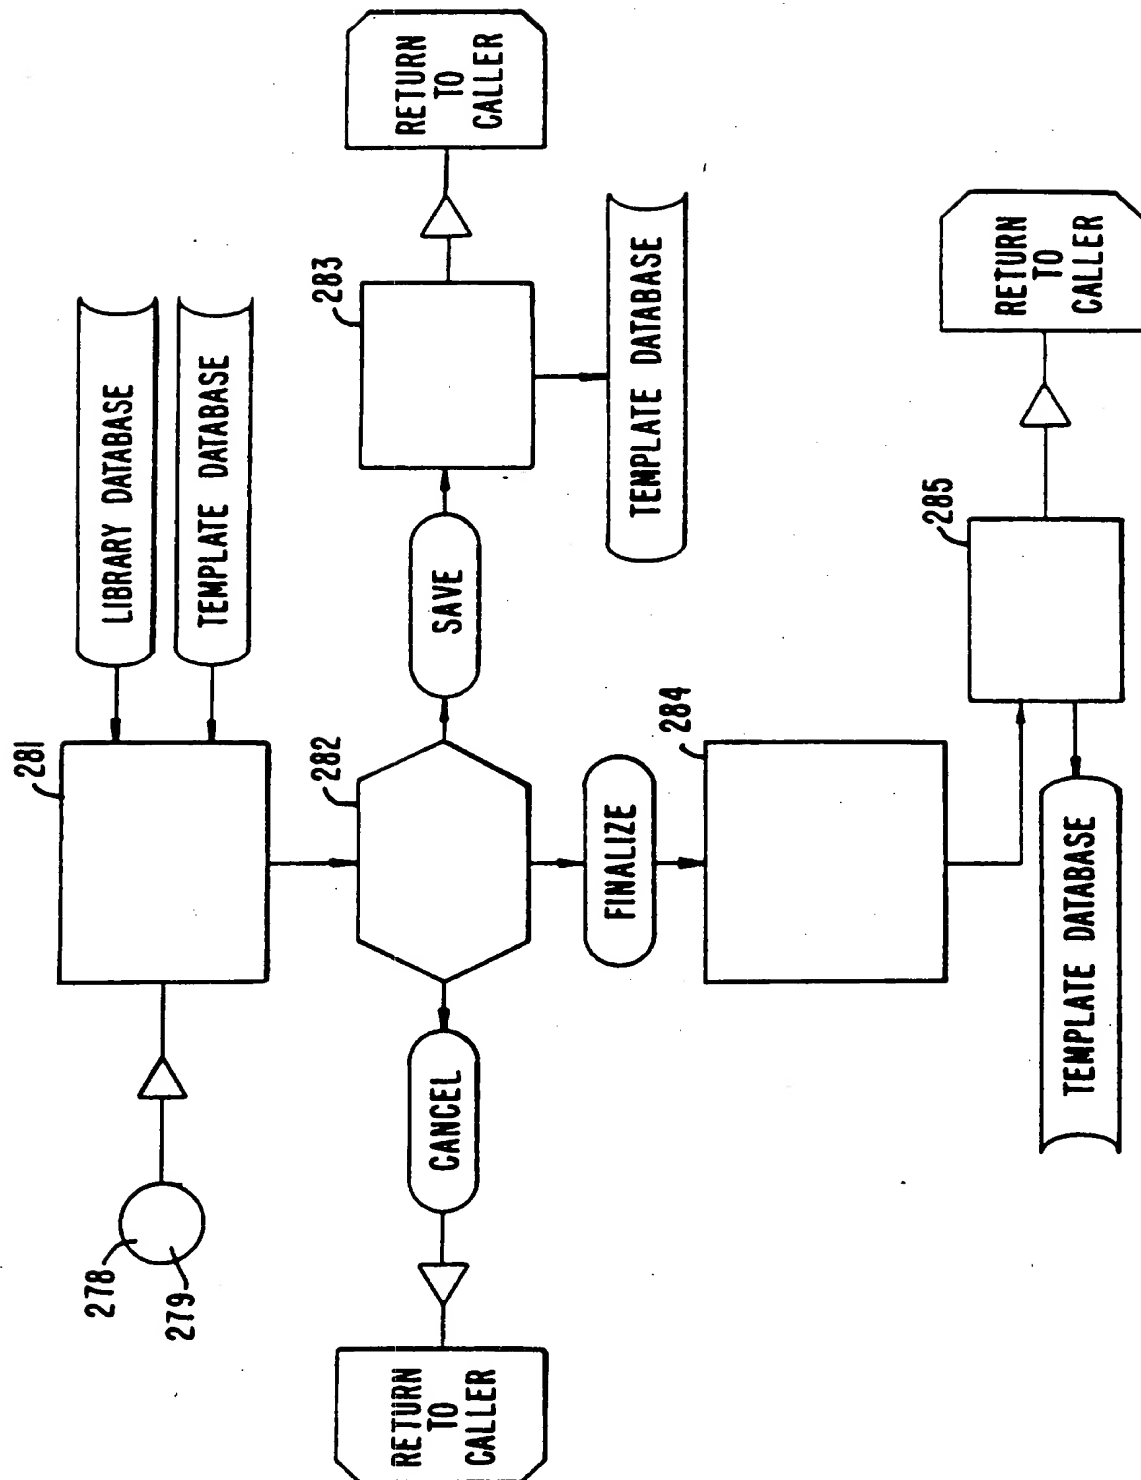 281
278
279
LIBRARY DATABASE
TEMPLATE DATABASE
282
283
RETURN
TO
CALLER
CANCEL
SAVE
RETURN
TO
CALLER
FINALIZE
TEMPLATE DATABASE
284
285
RETURN
TO
CALLER
TEMPLATE DATABASE